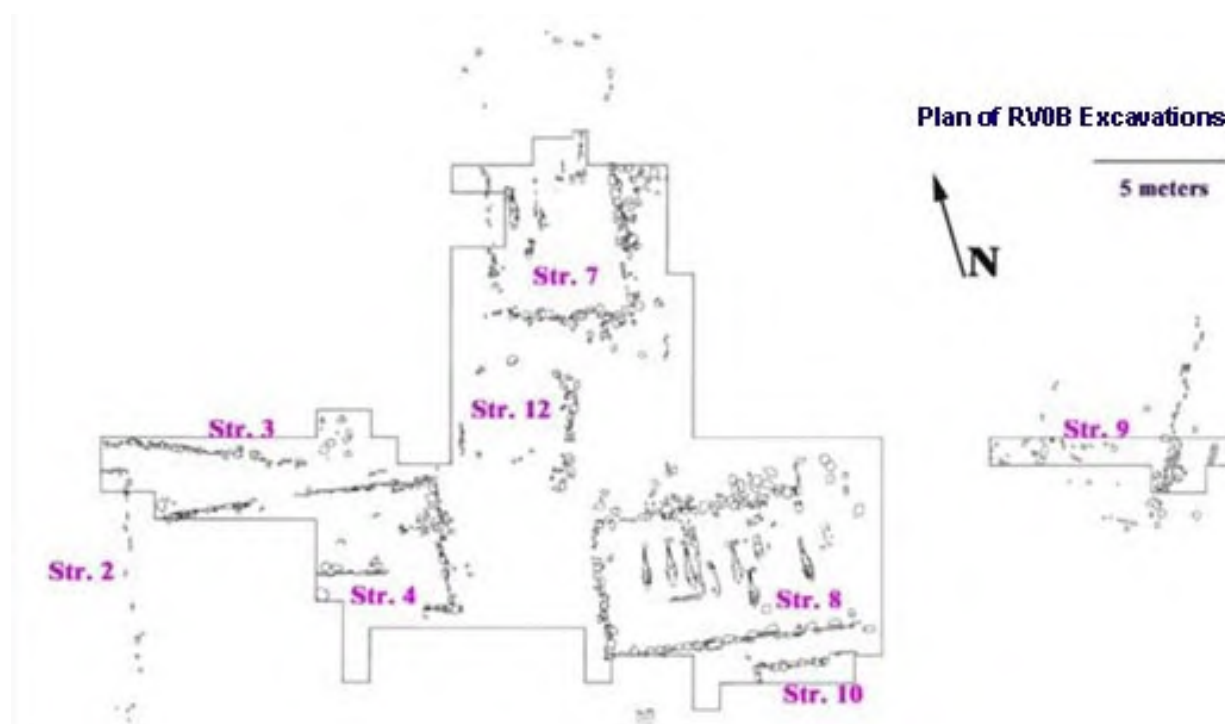 Plan of RV0B Excavations
5 meters
N
Str. 7
Str. 12
Str. 3
Str. 9
Str. 2
Str. 4
Str. 8
Str. 10